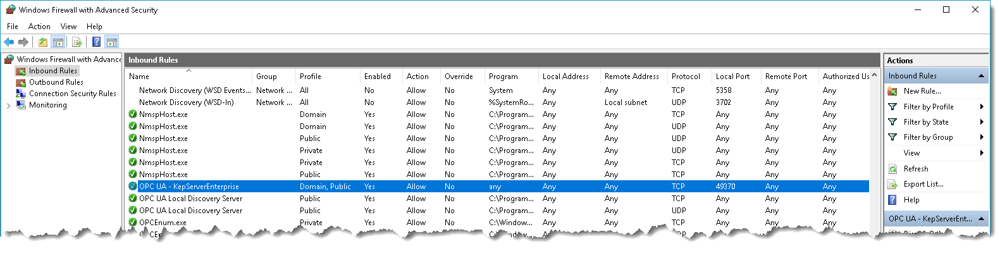 Windows Firewall with Advanced Security
File Action View Help
Windows Firewall with Advance
Inbound Rules
Outbound Rules
Connection Security Rules
Monitoring
Inbound Rules
Name Group Profile Enabled Action Override Program Local Address Remote Address Protocol Local Port Remote Port Authorized Us
Network Discovery (WSD Events... Network ... All No Allow No System Any Any TCP 5358 Any Any
Network Discovery (WSD-In) Network ... All No Allow No %SystemRo... Any Local subnet UDP 3702 Any Any
NmspHost.exe Domain Yes Allow No C:\Program... Any Any TCP Any Any Any
NmspHost.exe Domain Yes Allow No C:\Program... Any Any UDP Any Any Any
NmspHost.exe Public Yes Allow No C:\Program... Any Any UDP Any Any Any
NmspHost.exe Private Yes Allow No C:\Program... Any Any UDP Any Any Any
NmspHost.exe Private Yes Allow No C:\Program... Any Any TCP Any Any Any
NmspHost.exe Public Yes Allow No C:\Program... Any Any TCP Any Any Any
OPC UA - KepServerEnterprise Domain, Public Yes Allow No any Any Any TCP 49370 Any Any
OPC UA Local Discovery Server Public Yes Allow No C:\Program... Any Any TCP Any Any Any
OPC UA Local Discovery Server Public Yes Allow No C:\Program... Any Any UDP Any Any Any
OPCEnum.exe Private Yes Allow No C:\Window... Any Any TCP Any Any Any
Actions
Inbound Rules
New Rule...
Filter by Profile
Filter by State
Filter by Group
View
Refresh
Export List...
Help
OPC UA - KepServerEnt...